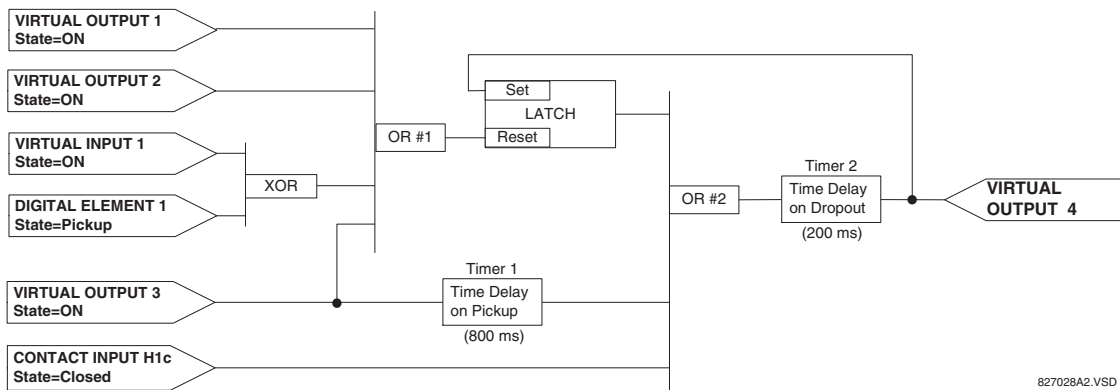 VIRTUAL OUTPUT 1
State=ON
VIRTUAL OUTPUT 2
State=ON
VIRTUAL INPUT 1
State=ON
DIGITAL ELEMENT 1
State=Pickup
VIRTUAL OUTPUT 3
State=ON
CONTACT INPUT H1c
State=Closed
XOR
OR #1
Set
LATCH
Reset
Timer 1
Time Delay
on Pickup
(800 ms)
OR #2
Timer 2
Time Delay
on Dropout
(200 ms)
VIRTUAL
OUTPUT 4
827028A2.VSD